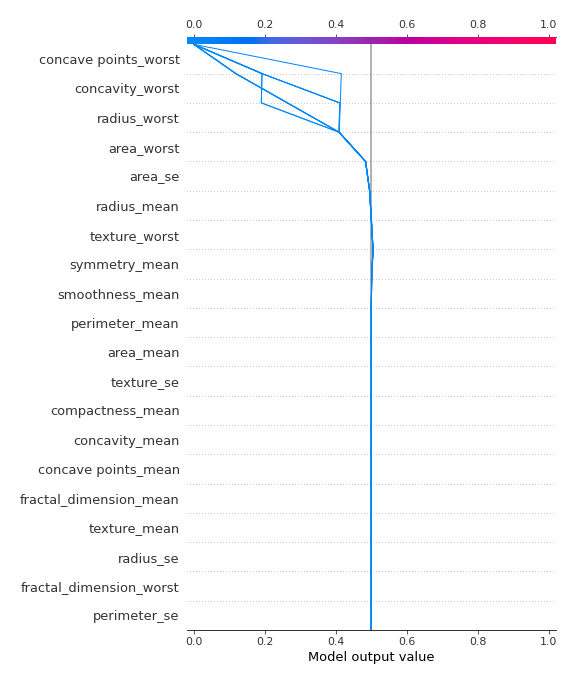 0.0 0.2 0.4 0.6 0.8 1.0
concave points_worst
concavity_worst
radius_worst
area_worst
area_se
radius_mean
texture_worst
symmetry_mean
smoothness_mean
perimeter_mean
area_mean
texture_se
compactness_mean
concavity_mean
concave points_mean
fractal_dimension_mean
texture_mean
radius_se
fractal_dimension_worst
perimeter_se
0.0 0.2 0.4 0.6 0.8 1.0
Model output value